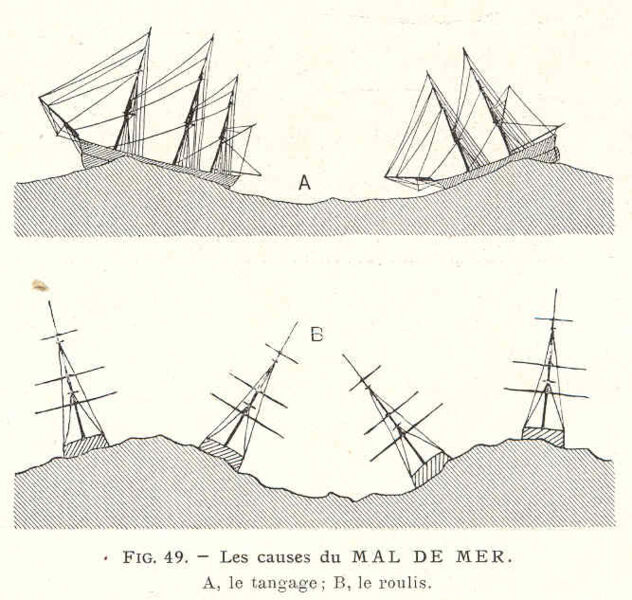 A
B
FIG. 49. — Les causes du MAL DE MER.
A, le tangage; B, le roulis.